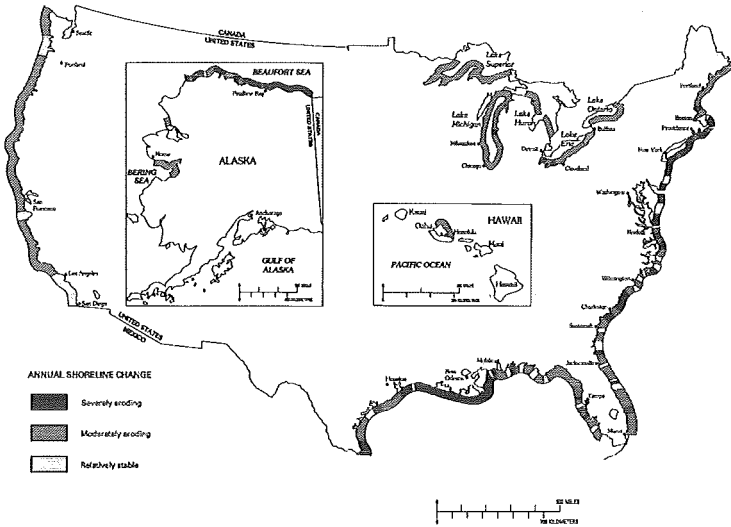 CANADA
UNITED STATES
Seattle
Portland
BEAUFORT SEA
Prudhoe Bay
CANADA
UNITED STATES
Nome
ALASKA
BERING SEA
Anchorage
GULF OF
ALASKA
Lake
Superior
Lake
Michigan
Lake
Huron
Lake
Ontario
Lake
Erie
Milwaukee
Chicago
Detroit
Cleveland
Buffalo
Portland
Boston
Providence
New York
Washington
San
Francisco
Los Angeles
San Diego
UNITED STATES
MEXICO
Kauai
Oahu
Honolulu
Maui
Hawaii
HAWAII
PACIFIC OCEAN
Wilmington
Charleston
Savannah
Jacksonville
Tampa
Miami
Mobile
New
Orleans
Houston
ANNUAL SHORELINE CHANGE
Severely eroding
Moderately eroding
Relatively stable